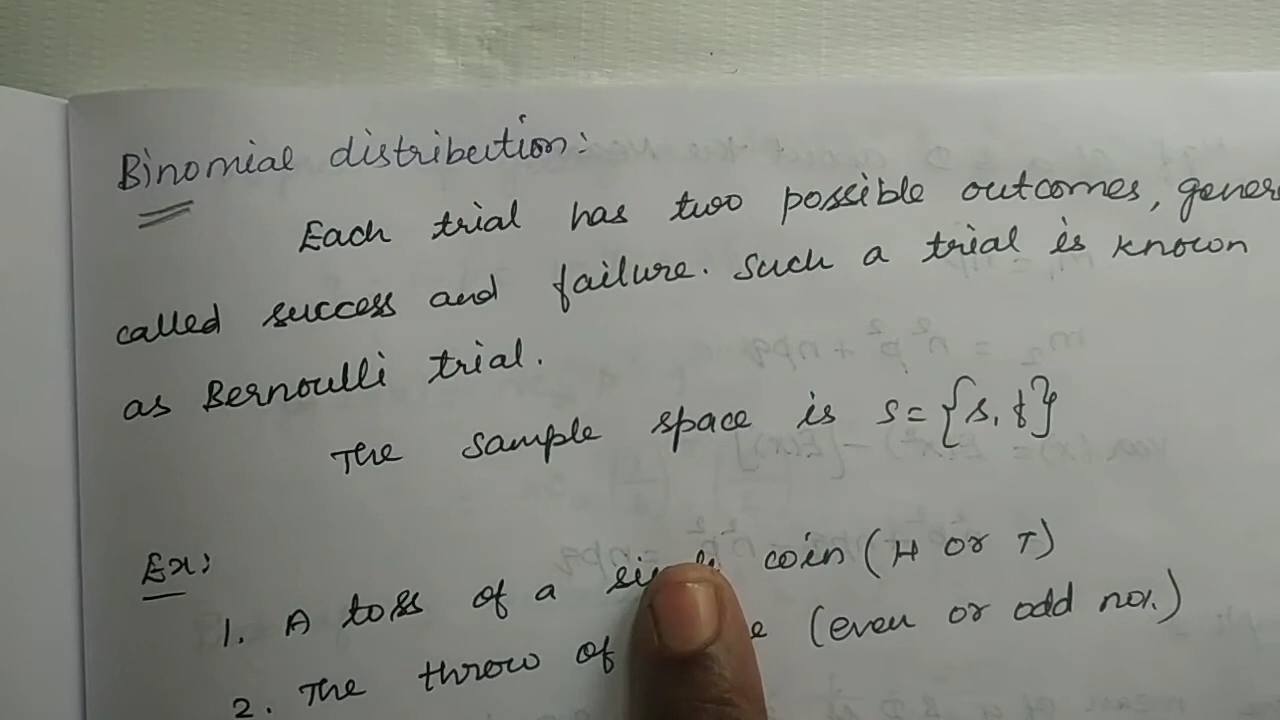 Binomial distribution:
Each trial has two possible outcomes, gener
called success and failure. Such a trial is known
as Bernoulli trial.
The sample space is S={s, f}
Ex:
1. A toss of a coin (H or T)
2. The throw of (even or odd no's.)